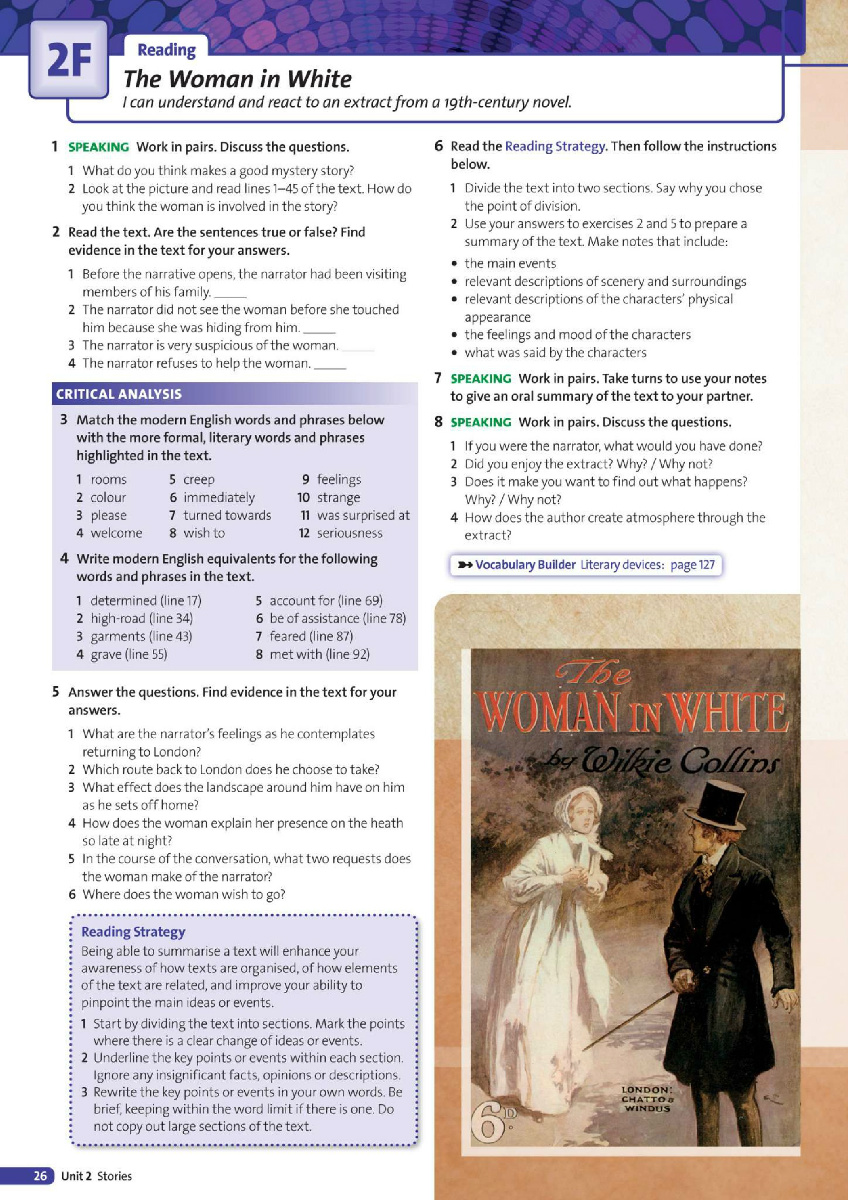 2F
Reading
The Woman in White
I can understand and react to an extract from a 19th-century novel.
1 SPEAKING Work in pairs. Discuss the questions.
1 What do you think makes a good mystery story?
2 Look at the picture and read lines 1–45 of the text. How do
you think the woman is involved in the story?
2 Read the text. Are the sentences true or false? Find
evidence in the text for your answers.
1 Before the narrative opens, the narrator had been visiting
members of his family. _____
2 The narrator did not see the woman before she touched
him because she was hiding from him. _____
3 The narrator is very suspicious of the woman. _____
4 The narrator refuses to help the woman. _____
CRITICAL ANALYSIS
3 Match the modern English words and phrases below
with the more formal, literary words and phrases
highlighted in the text.
1 rooms 5 creep 9 feelings
2 colour 6 immediately 10 strange
3 please 7 turned towards 11 was surprised at
4 welcome 8 wish to 12 seriousness
4 Write modern English equivalents for the following
words and phrases in the text.
1 determined (line 17) 5 account for (line 69)
2 high-road (line 34) 6 be of assistance (line 78)
3 garments (line 43) 7 feared (line 87)
4 grave (line 55) 8 met with (line 92)
5 Answer the questions. Find evidence in the text for your
answers.
1 What are the narrator's feelings as he contemplates
returning to London?
2 Which route back to London does he choose to take?
3 What effect does the landscape around him have on him
as he sets off home?
4 How does the woman explain her presence on the heath
so late at night?
5 In the course of the conversation, what two requests does
the woman make of the narrator?
6 Where does the woman wish to go?
Reading Strategy
Being able to summarise a text will enhance your
awareness of how texts are organised, of how elements
of the text are related, and improve your ability to
pinpoint the main ideas or events.
1 Start by dividing the text into sections. Mark the points
where there is a clear change of ideas or events.
2 Underline the key points or events within each section.
Ignore any insignificant facts, opinions or descriptions.
3 Rewrite the key points or events in your own words. Be
brief, keeping within the word limit if there is one. Do
not copy out large sections of the text.
6 Read the Reading Strategy. Then follow the instructions
below.
1 Divide the text into two sections. Say why you chose
the point of division.
2 Use your answers to exercises 2 and 5 to prepare a
summary of the text. Make notes that include:
• the main events
• relevant descriptions of scenery and surroundings
• relevant descriptions of the characters' physical
appearance
• the feelings and mood of the characters
• what was said by the characters
7 SPEAKING Work in pairs. Take turns to use your notes
to give an oral summary of the text to your partner.
8 SPEAKING Work in pairs. Discuss the questions.
1 If you were the narrator, what would you have done?
2 Did you enjoy the extract? Why? / Why not?
3 Does it make you want to find out what happens?
Why? / Why not?
4 How does the author create atmosphere through the
extract?
Vocabulary Builder Literary devices: page 127
The
WOMAN IN WHITE
by Wilkie Collins
LONDON:
CHATTO &
WINDUS
6D.
26 Unit 2 Stories